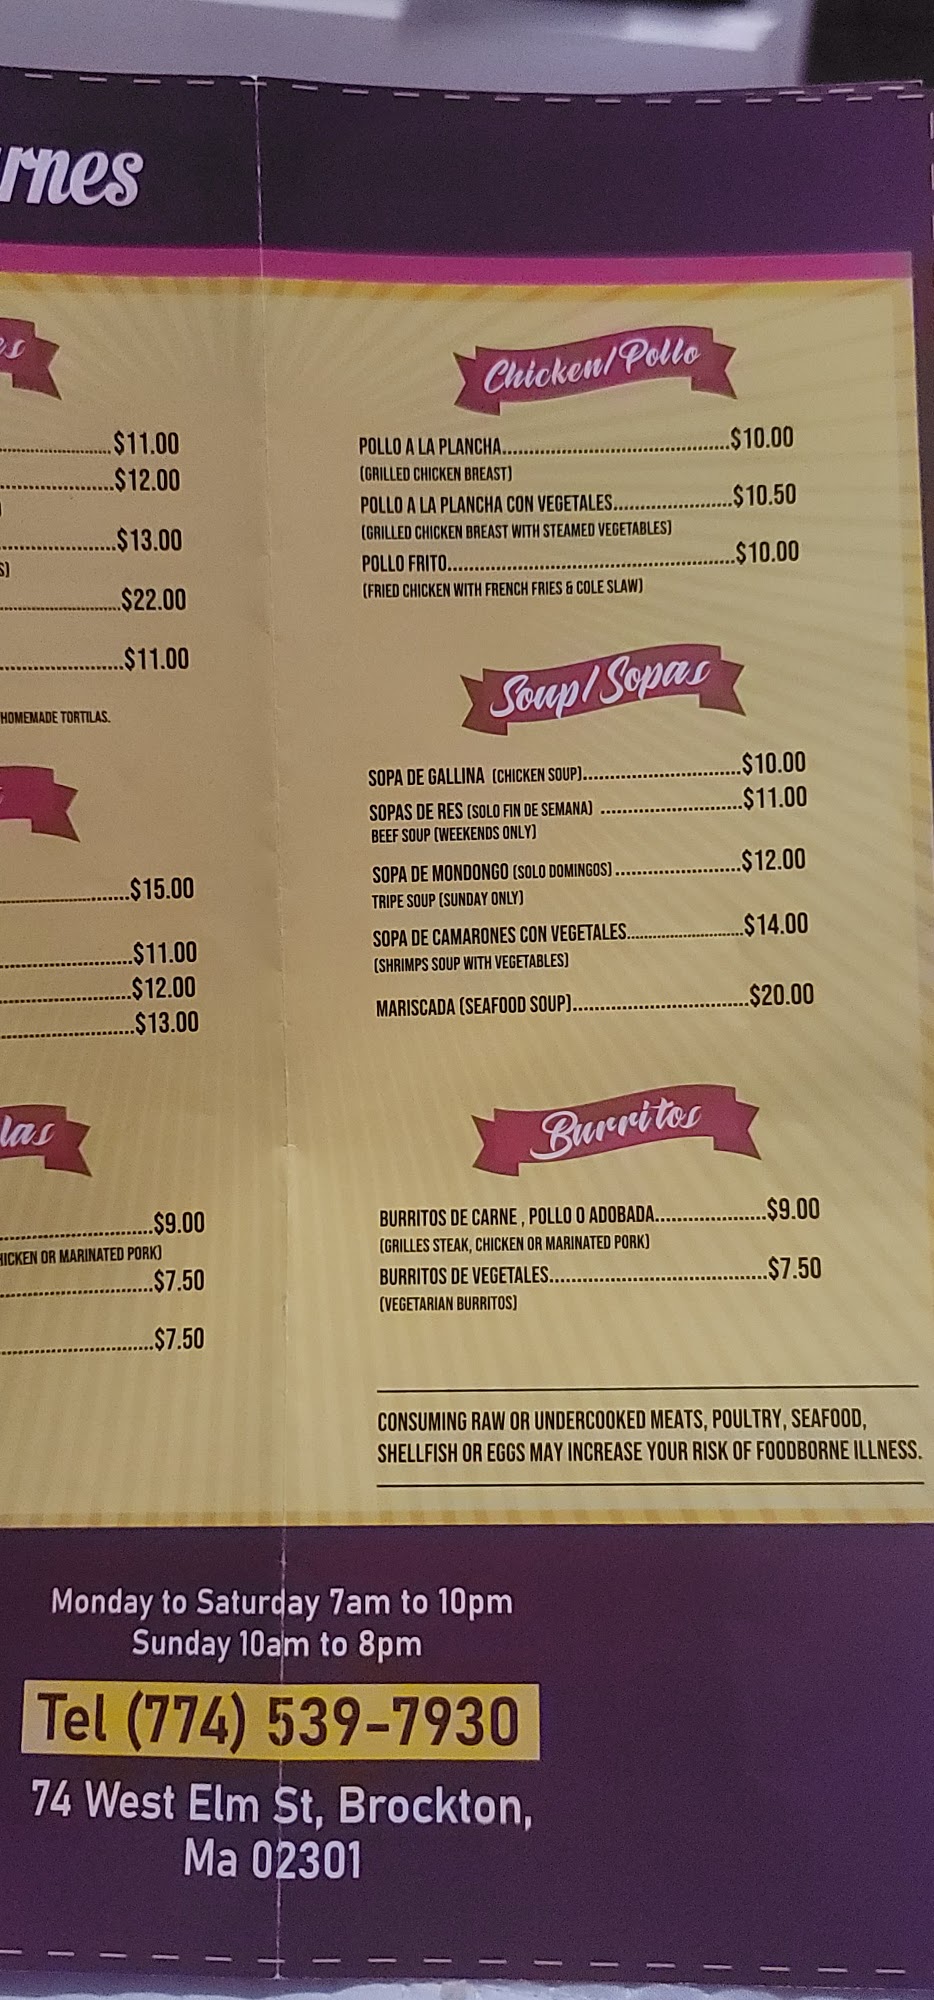 $11.00
$12.00
$13.00
$22.00
$11.00
HOMEMADE TORTILAS.
$15.00
$11.00
$12.00
$13.00
$9.00
OR MARINATED PORK)
$7.50
$7.50
Chicken/Pollo
POLLO A LA PLANCHA....$10.00
(GRILLED CHICKEN BREAST)
POLLO A LA PLANCHA CON VEGETALES....$10.50
(GRILLED CHICKEN BREAST WITH STEAMED VEGETABLES)
POLLO FRITO....$10.00
(FRIED CHICKEN WITH FRENCH FRIES & COLE SLAW)
Soup/Sopas
SOPA DE GALLINA (CHICKEN SOUP)....$10.00
SOPAS DE RES (SOLO FIN DE SEMANA) ....$11.00
BEEF SOUP (WEEKENDS ONLY)
SOPA DE MONDONGO (SOLO DOMINGOS)....$12.00
TRIPE SOUP (SUNDAY ONLY)
SOPA DE CAMARONES CON VEGETALES....$14.00
(SHRIMPS SOUP WITH VEGETABLES)
MARISCADA (SEAFOOD SOUP)....$20.00
Burritos
BURRITOS DE CARNE , POLLO O ADOBADA....$9.00
(GRILLES STEAK, CHICKEN OR MARINATED PORK)
BURRITOS DE VEGETALES....$7.50
(VEGETARIAN BURRITOS)
CONSUMING RAW OR UNDERCOOKED MEATS, POULTRY, SEAFOOD,
SHELLFISH OR EGGS MAY INCREASE YOUR RISK OF FOODBORNE ILLNESS.
Monday to Saturday 7am to 10pm
Sunday 10am to 8pm
Tel (774) 539-7930
74 West Elm St, Brockton,
Ma 02301